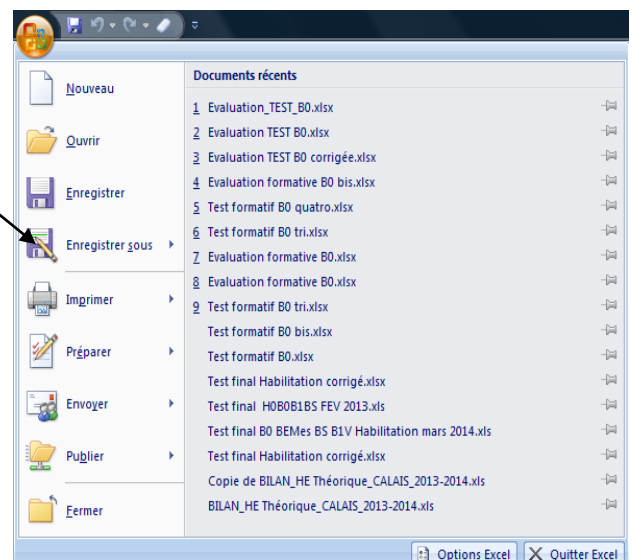 Documents récents
Nouveau
Ouvrir
Enregistrer
Enregistrer sous
Imprimer
Préparer
Envoyer
Publier
Fermer
1 Evaluation_TEST_B0.xlsx
2 Evaluation TEST B0.xlsx
3 Evaluation TEST B0 corrigée.xlsx
4 Evaluation formative B0 bis.xlsx
5 Test formatif B0 quatro.xlsx
6 Test formatif B0 tri.xlsx
7 Evaluation formative B0.xlsx
8 Evaluation formative B0.xlsx
9 Test formatif B0 tri.xlsx
Test formatif B0 bis.xlsx
Test formatif B0.xlsx
Test final Habilitation corrigé.xlsx
Test final H0B0B1BS FEV 2013.xls
Test final B0 BEMes BS B1V Habilitation mars 2014.xls
Test final Habilitation corrigé.xlsx
Copie de BILAN_HE Théorique_CALAIS_2013-2014.xls
BILAN_HE Théorique_CALAIS_2013-2014.xls
Options Excel
Quitter Excel